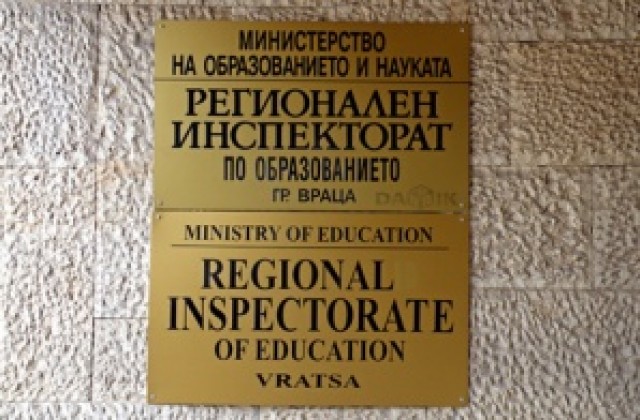 МИНИСТЕРСТВО
НА ОБРАЗОВАНИЕТО И НАУКАТА
РЕГИОНАЛЕН
ИНСПЕКТОРАТ
ПО ОБРАЗОВАНИЕТО
ГР. ВРАЦА
MINISTRY OF EDUCATION
REGIONAL
INSPECTORATE
OF EDUCATION
VRATSA